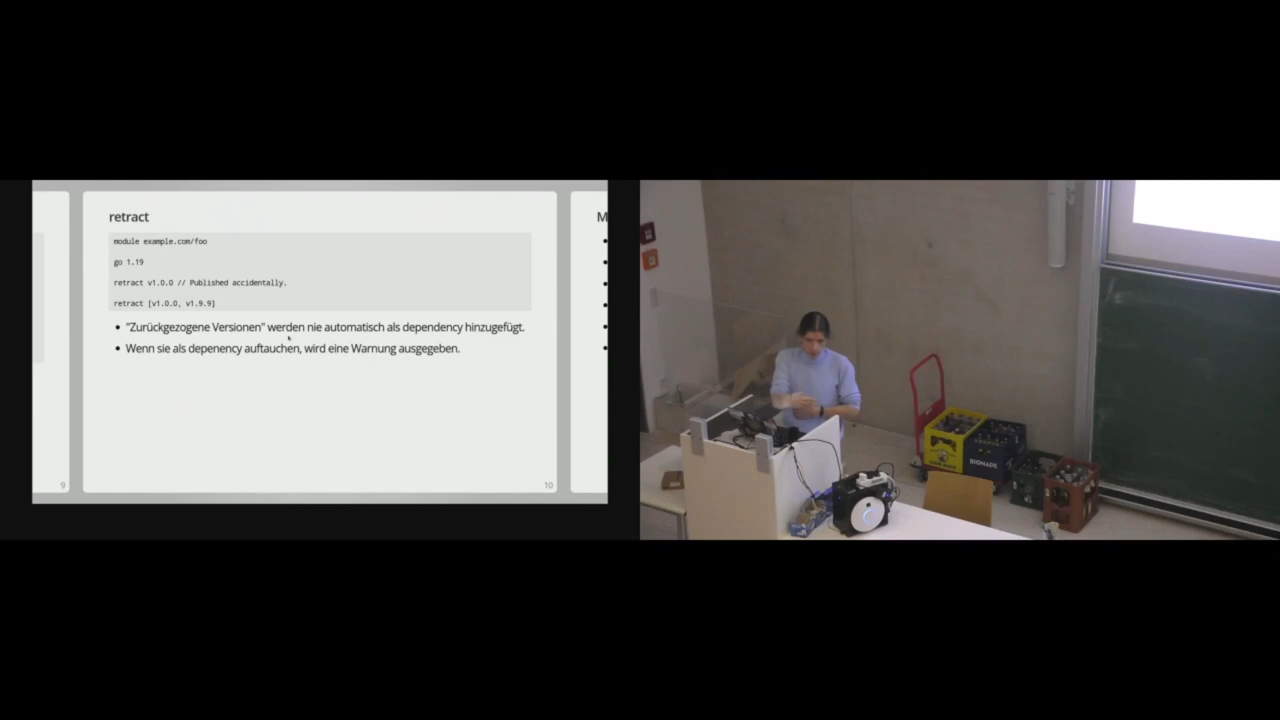 retract
module example.com/foo
go 1.19
retract v1.0.0 // Published accidentally.
retract [v1.0.0, v1.9.9]
• "Zurückgezogene Versionen" werden nie automatisch als dependency hinzugefügt.
• Wenn sie als depenency auftauchen, wird eine Warnung ausgegeben.
9
10
M
BIONADE